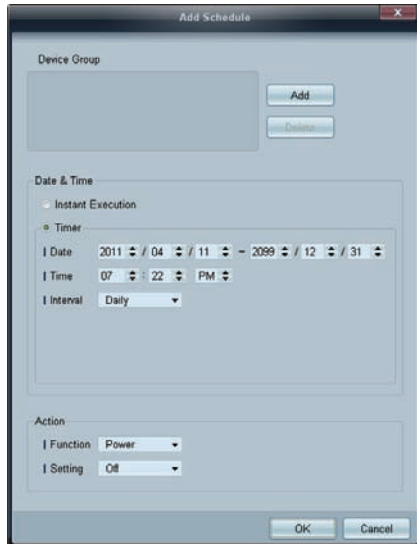 Add Schedule
Device Group
Add
Delete
Date & Time
Instant Execution
Timer
Date 2011 / 04 / 11 ~ 2099 / 12 / 31
Time 07 : 22 PM
Interval Daily
Action
Function Power
Setting Off
OK Cancel